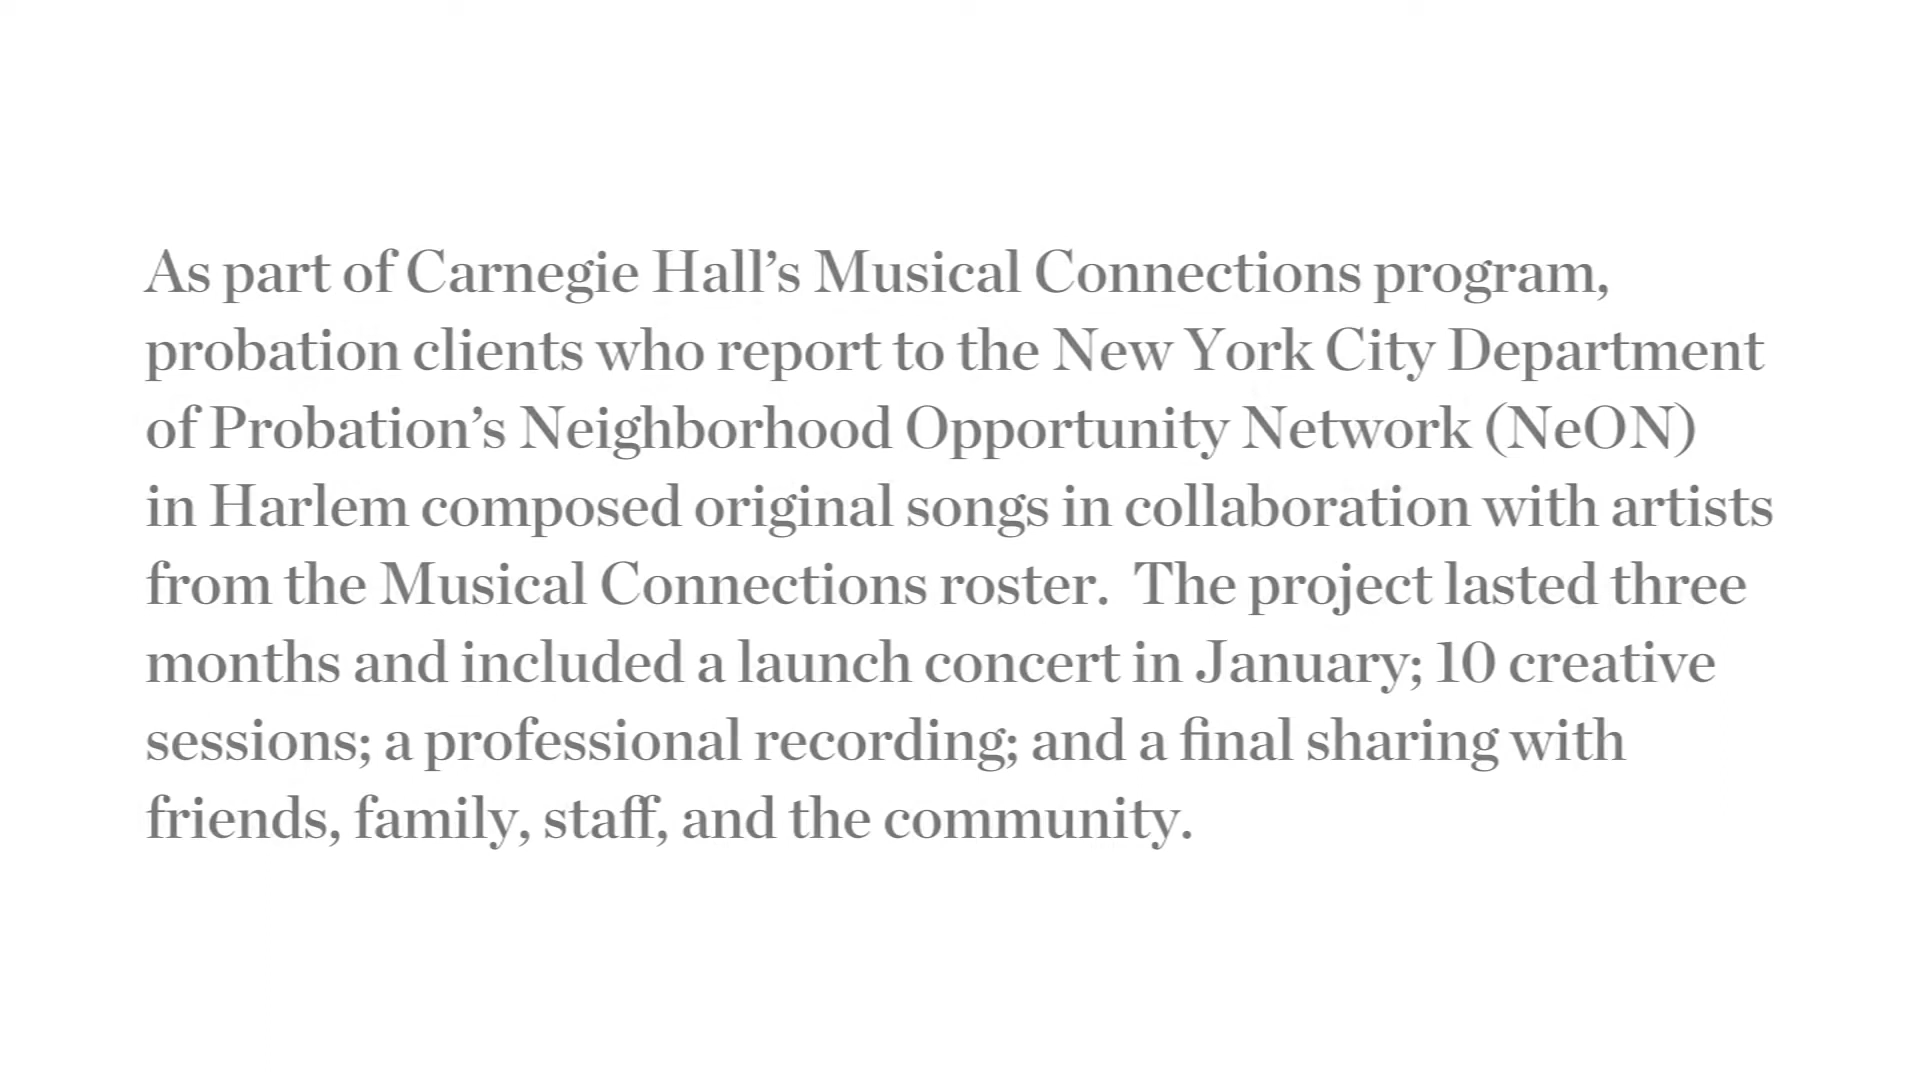 As part of Carnegie Hall’s Musical Connections program,
probation clients who report to the New York City Department
of Probation’s Neighborhood Opportunity Network (NeON)
in Harlem composed original songs in collaboration with artists
from the Musical Connections roster.  The project lasted three
months and included a launch concert in January; 10 creative
sessions; a professional recording; and a final sharing with
friends, family, staff, and the community.